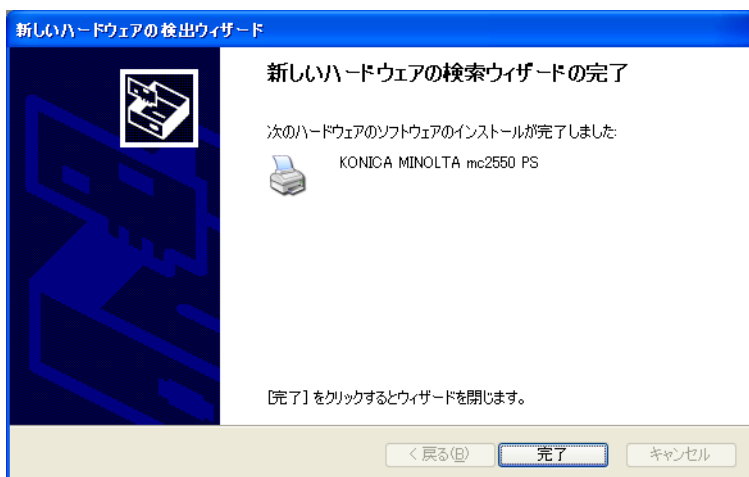 新しいハードウェアの検出ウィザード
新しいハードウェアの検索ウィザードの完了
次のハードウェアのソフトウェアのインストールが完了しました:
KONICA MINOLTA mc2550 PS
[完了] をクリックするとウィザードを閉じます。
< 戻る(B)
完了
キャンセル